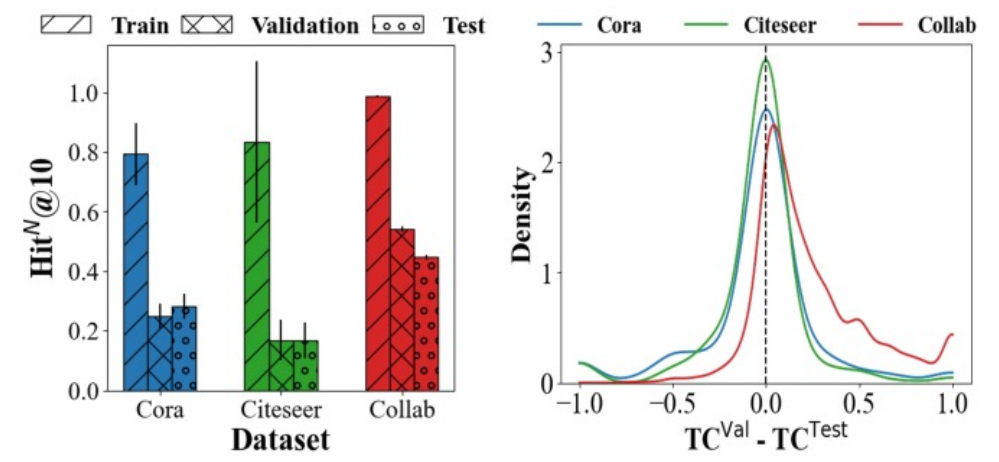 Train Validation Test
Hit^N@10
1.0
0.8
0.6
0.4
0.2
0.0
Cora Citeseer Collab
Dataset
Cora Citeseer Collab
Density
3
2
1
0
−1.0 −0.5 0.0 0.5 1.0
TC^Val - TC^Test